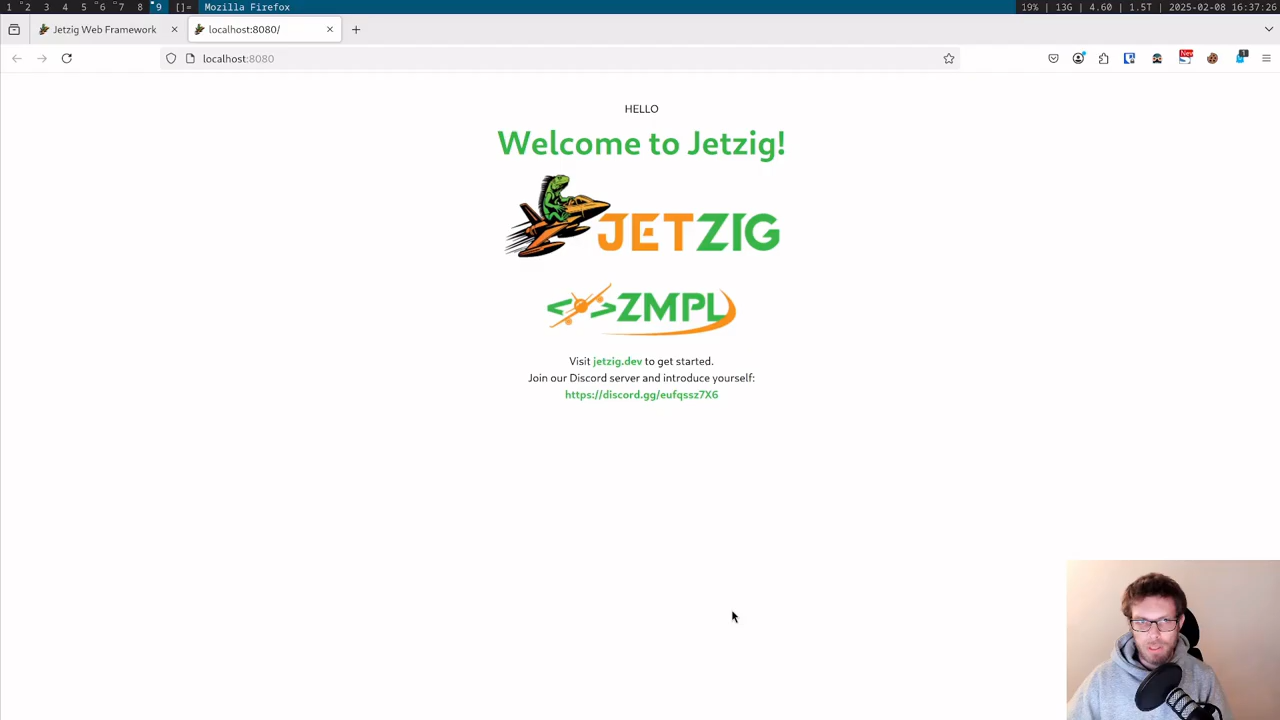 1 2 3 4 5 6 7 8 9 []= Mozilla Firefox 19% | 13G | 4.60 | 1.5T | 2025-02-08 16:37:26
Jetzig Web Framework localhost:8080/
localhost:8080
New
1
HELLO
Welcome to Jetzig!
JETZIG
<>ZMPL
Visit jetzig.dev to get started.
Join our Discord server and introduce yourself:
https://discord.gg/eufqssz7X6